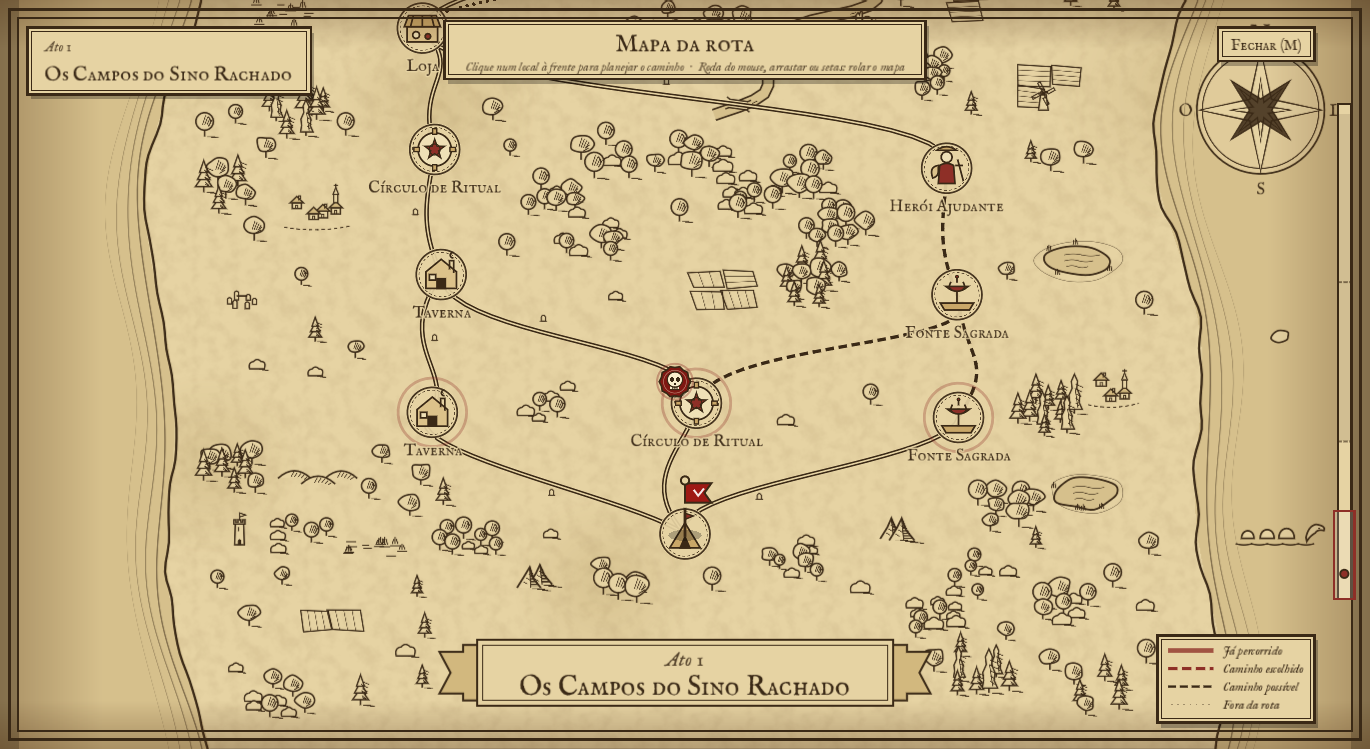 Ato 1
Os Campos do Sino Rachado
Mapa da rota
Clique num local à frente para planejar o caminho · Roda do mouse, arrastar ou setas: rolar o mapa
Fechar (M)
Loja
O
S
Círculo de Ritual
Herói Ajudante
Taverna
Fonte Sagrada
Taverna
Círculo de Ritual
Fonte Sagrada
Ato 1
Os Campos do Sino Rachado
Já percorrido
Caminho escolhido
Caminho possível
Fora da rota